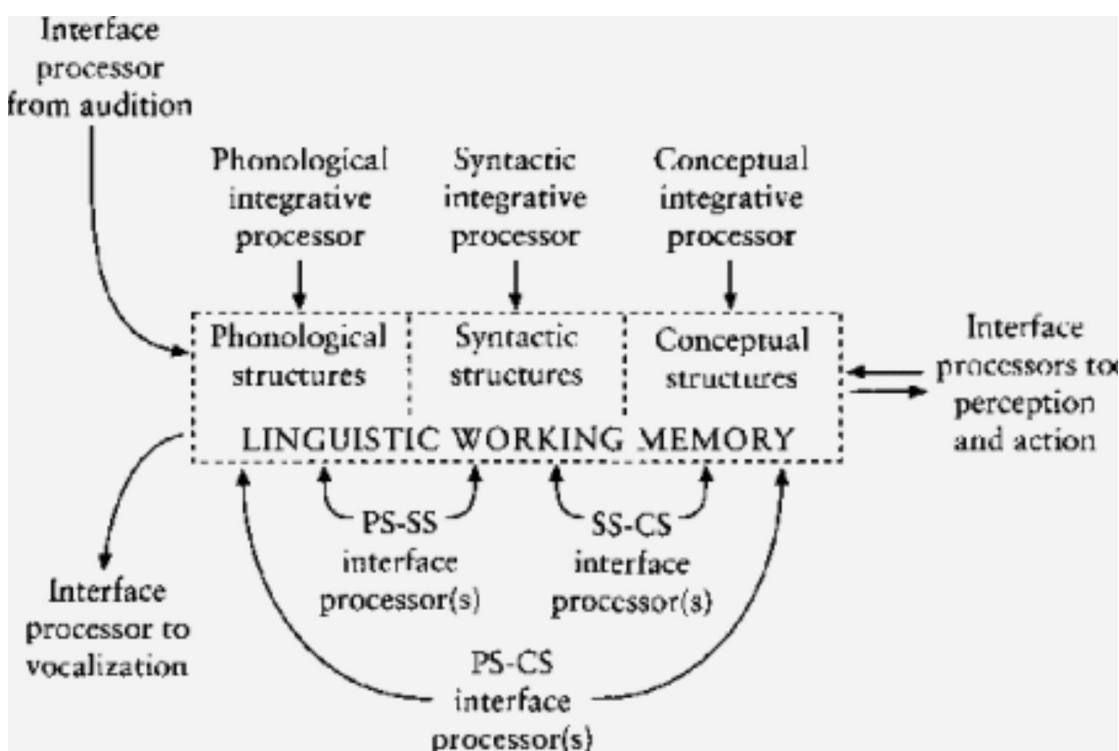 Interface
processor
from audition
Phonological
integrative
processor
Syntactic
integrative
processor
Conceptual
integrative
processor
Phonological
structures
Syntactic
structures
Conceptual
structures
LINGUISTIC WORKING MEMORY
Interface
processors to
perception
and action
PS-SS
interface
processor(s)
SS-CS
interface
processor(s)
Interface
processor to
vocalization
PS-CS
interface
processor(s)